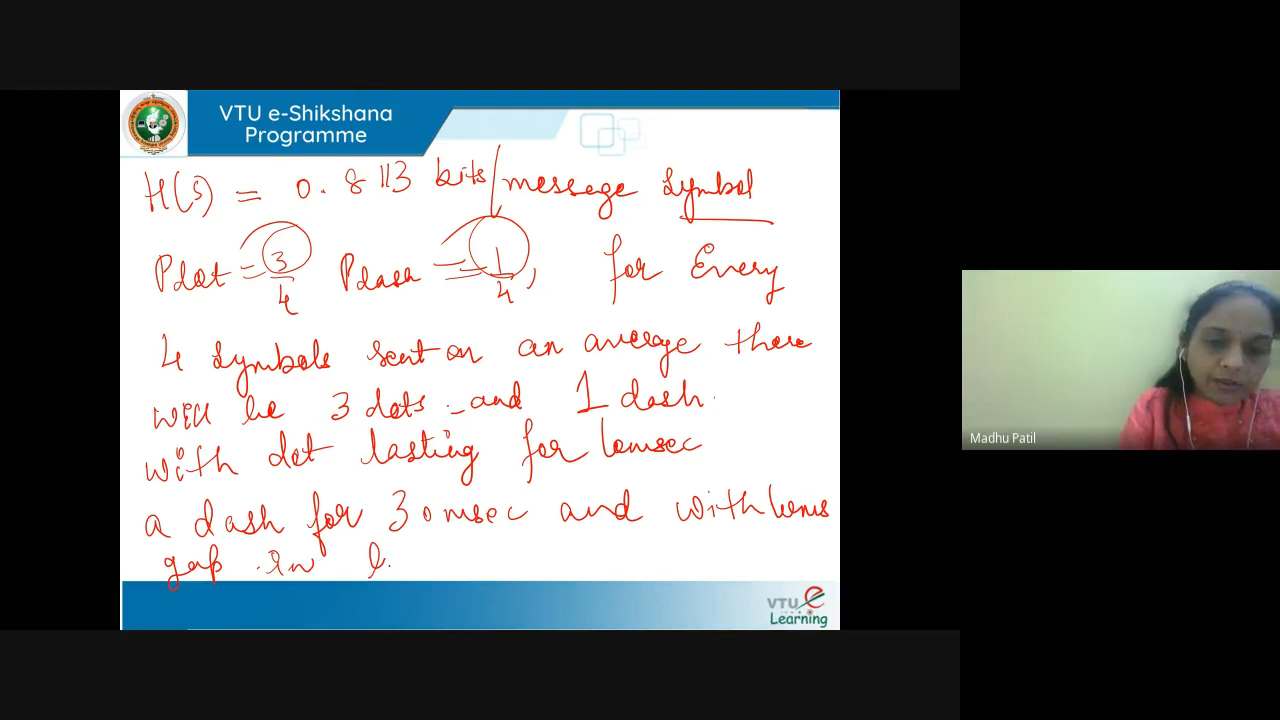 VTU e-Shikshana
Programme
H(S) = 0.8113 bits/message symbol
Pdot = 3/4 Pdash = 1/4, for Every
4 symbols sent on an average there
will be 3 dots and 1 dash.
with dot lasting for 10msec
a dash for 30msec and with 10ms
gap in
VTU e
Learning
Madhu Patil